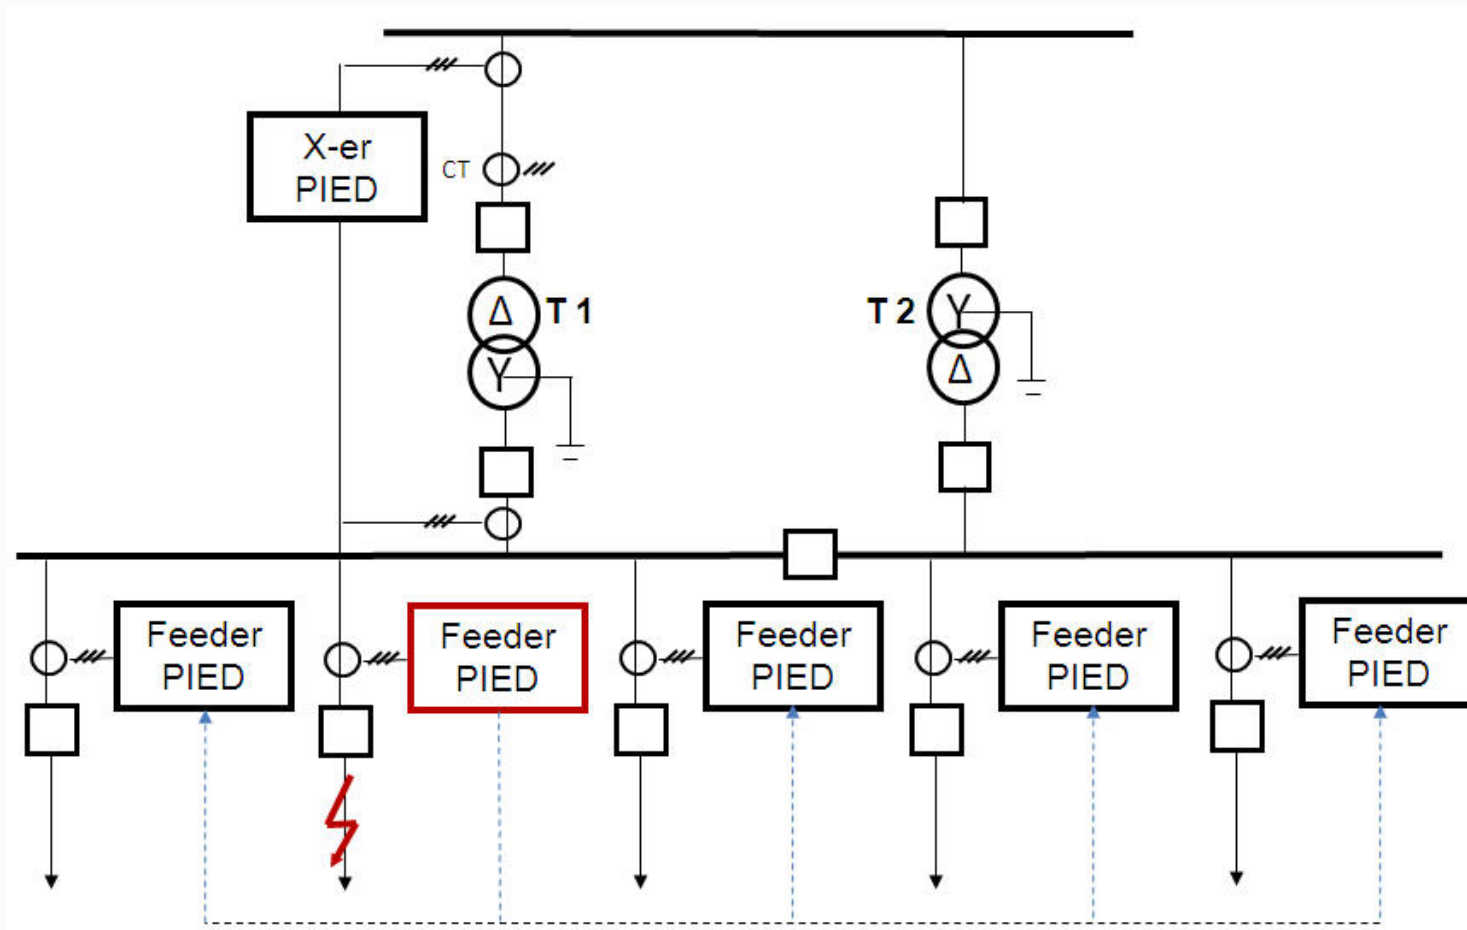 X-er
PIED
CT
Δ
T 1
Y
T 2
Y
Δ
Feeder
PIED
Feeder
PIED
Feeder
PIED
Feeder
PIED
Feeder
PIED